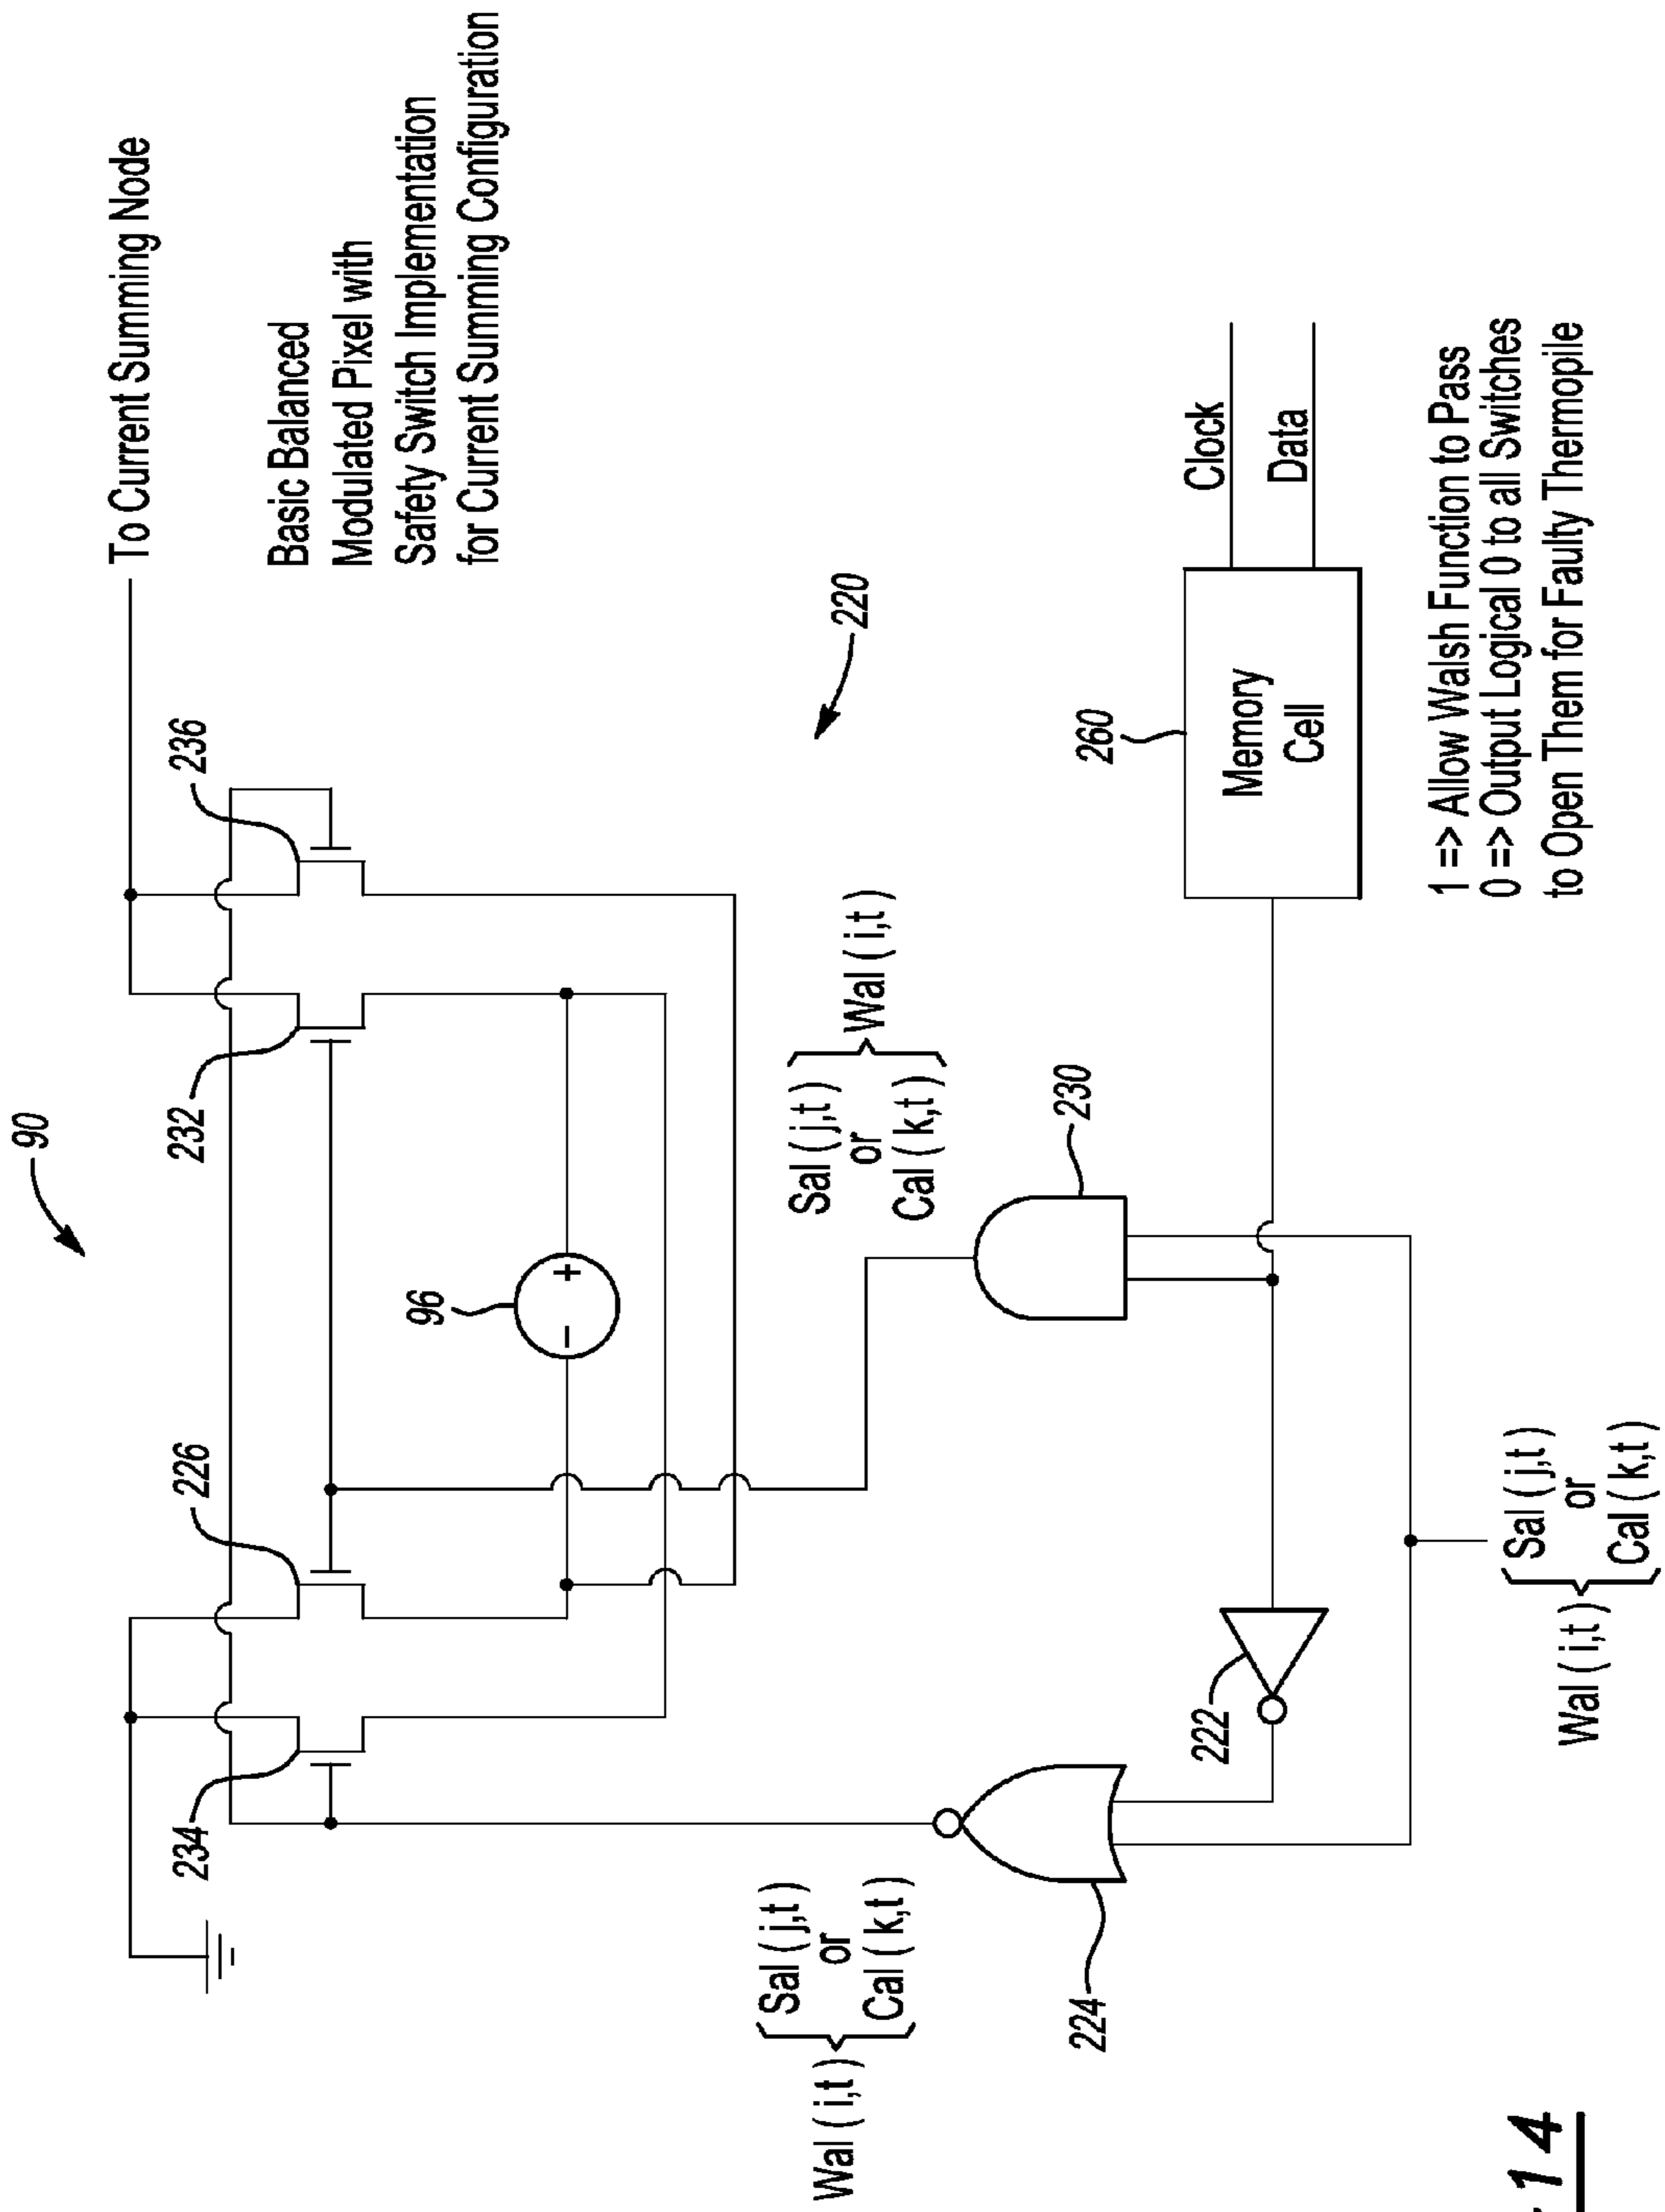 90
To Current Summing Node
234
226
232
236
Basic Balanced
Modulated Pixel with
Safety Switch Implementation
for Current Summing Configuration
96
−
+
220
Wal ( i,t )
Sal ( j,t )
or
Cal ( k,t )
Sal ( j,t )
or
Cal ( k,t )
Wal ( i,t )
224
222
230
260
Memory
Cell
Clock
Data
Wal ( i,t )
Sal ( j,t )
or
Cal ( k,t )
1 => Allow Walsh Function to Pass
0 => Output Logical 0 to all Switches
to Open Them for Faulty Thermopile
14